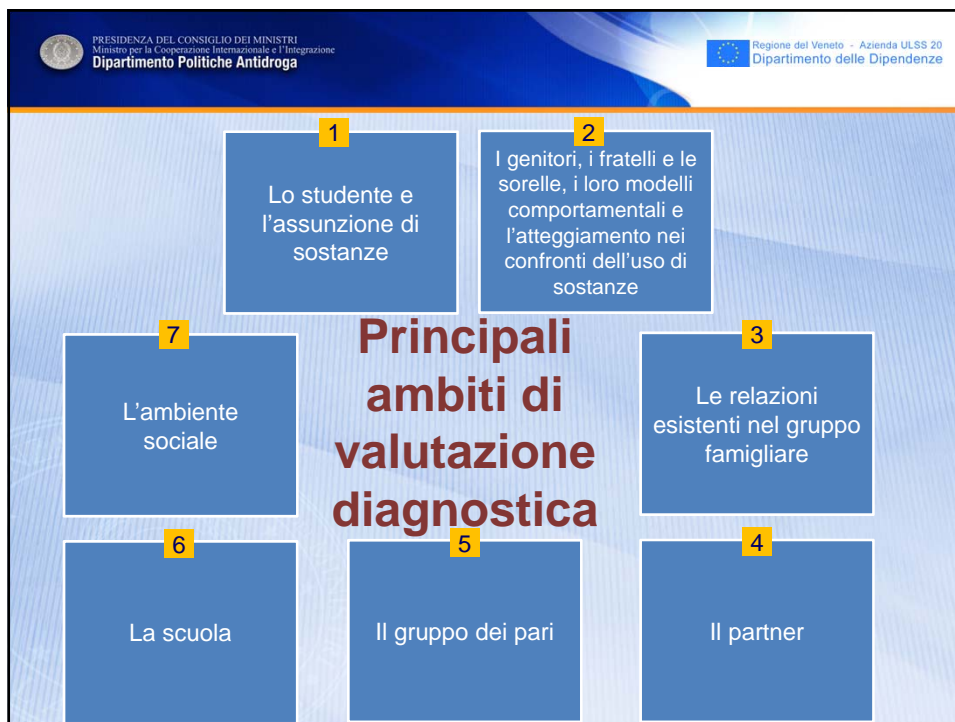 PRESIDENZA DEL CONSIGLIO DEI MINISTRI
Ministro per la Cooperazione Internazionale e l'Integrazione
Dipartimento Politiche Antidroga
Regione del Veneto - Azienda ULSS 20
Dipartimento delle Dipendenze
1
Lo studente e
l'assunzione di
sostanze
2
I genitori, i fratelli e le
sorelle, i loro modelli
comportamentali e
l'atteggiamento nei
confronti dell'uso di
sostanze
Principali
ambiti di
valutazione
diagnostica
3
Le relazioni
esistenti nel gruppo
famigliare
4
Il partner
5
Il gruppo dei pari
6
La scuola
7
L'ambiente
sociale